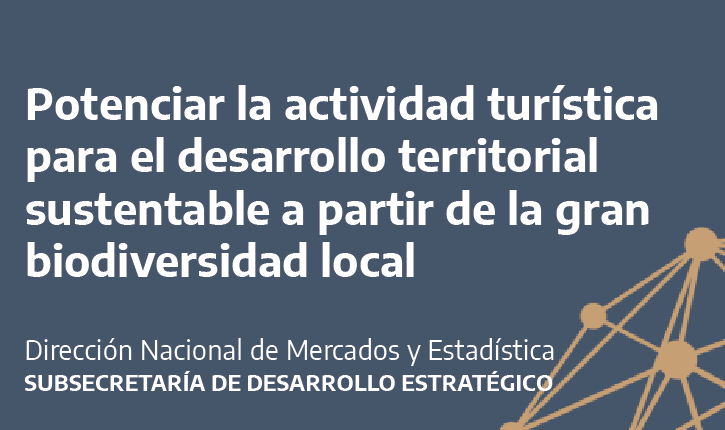 Potenciar la actividad turística
para el desarrollo territorial
sustentable a partir de la gran
biodiversidad local
Dirección Nacional de Mercados y Estadística
SUBSECRETARÍA DE DESARROLLO ESTRATÉGICO